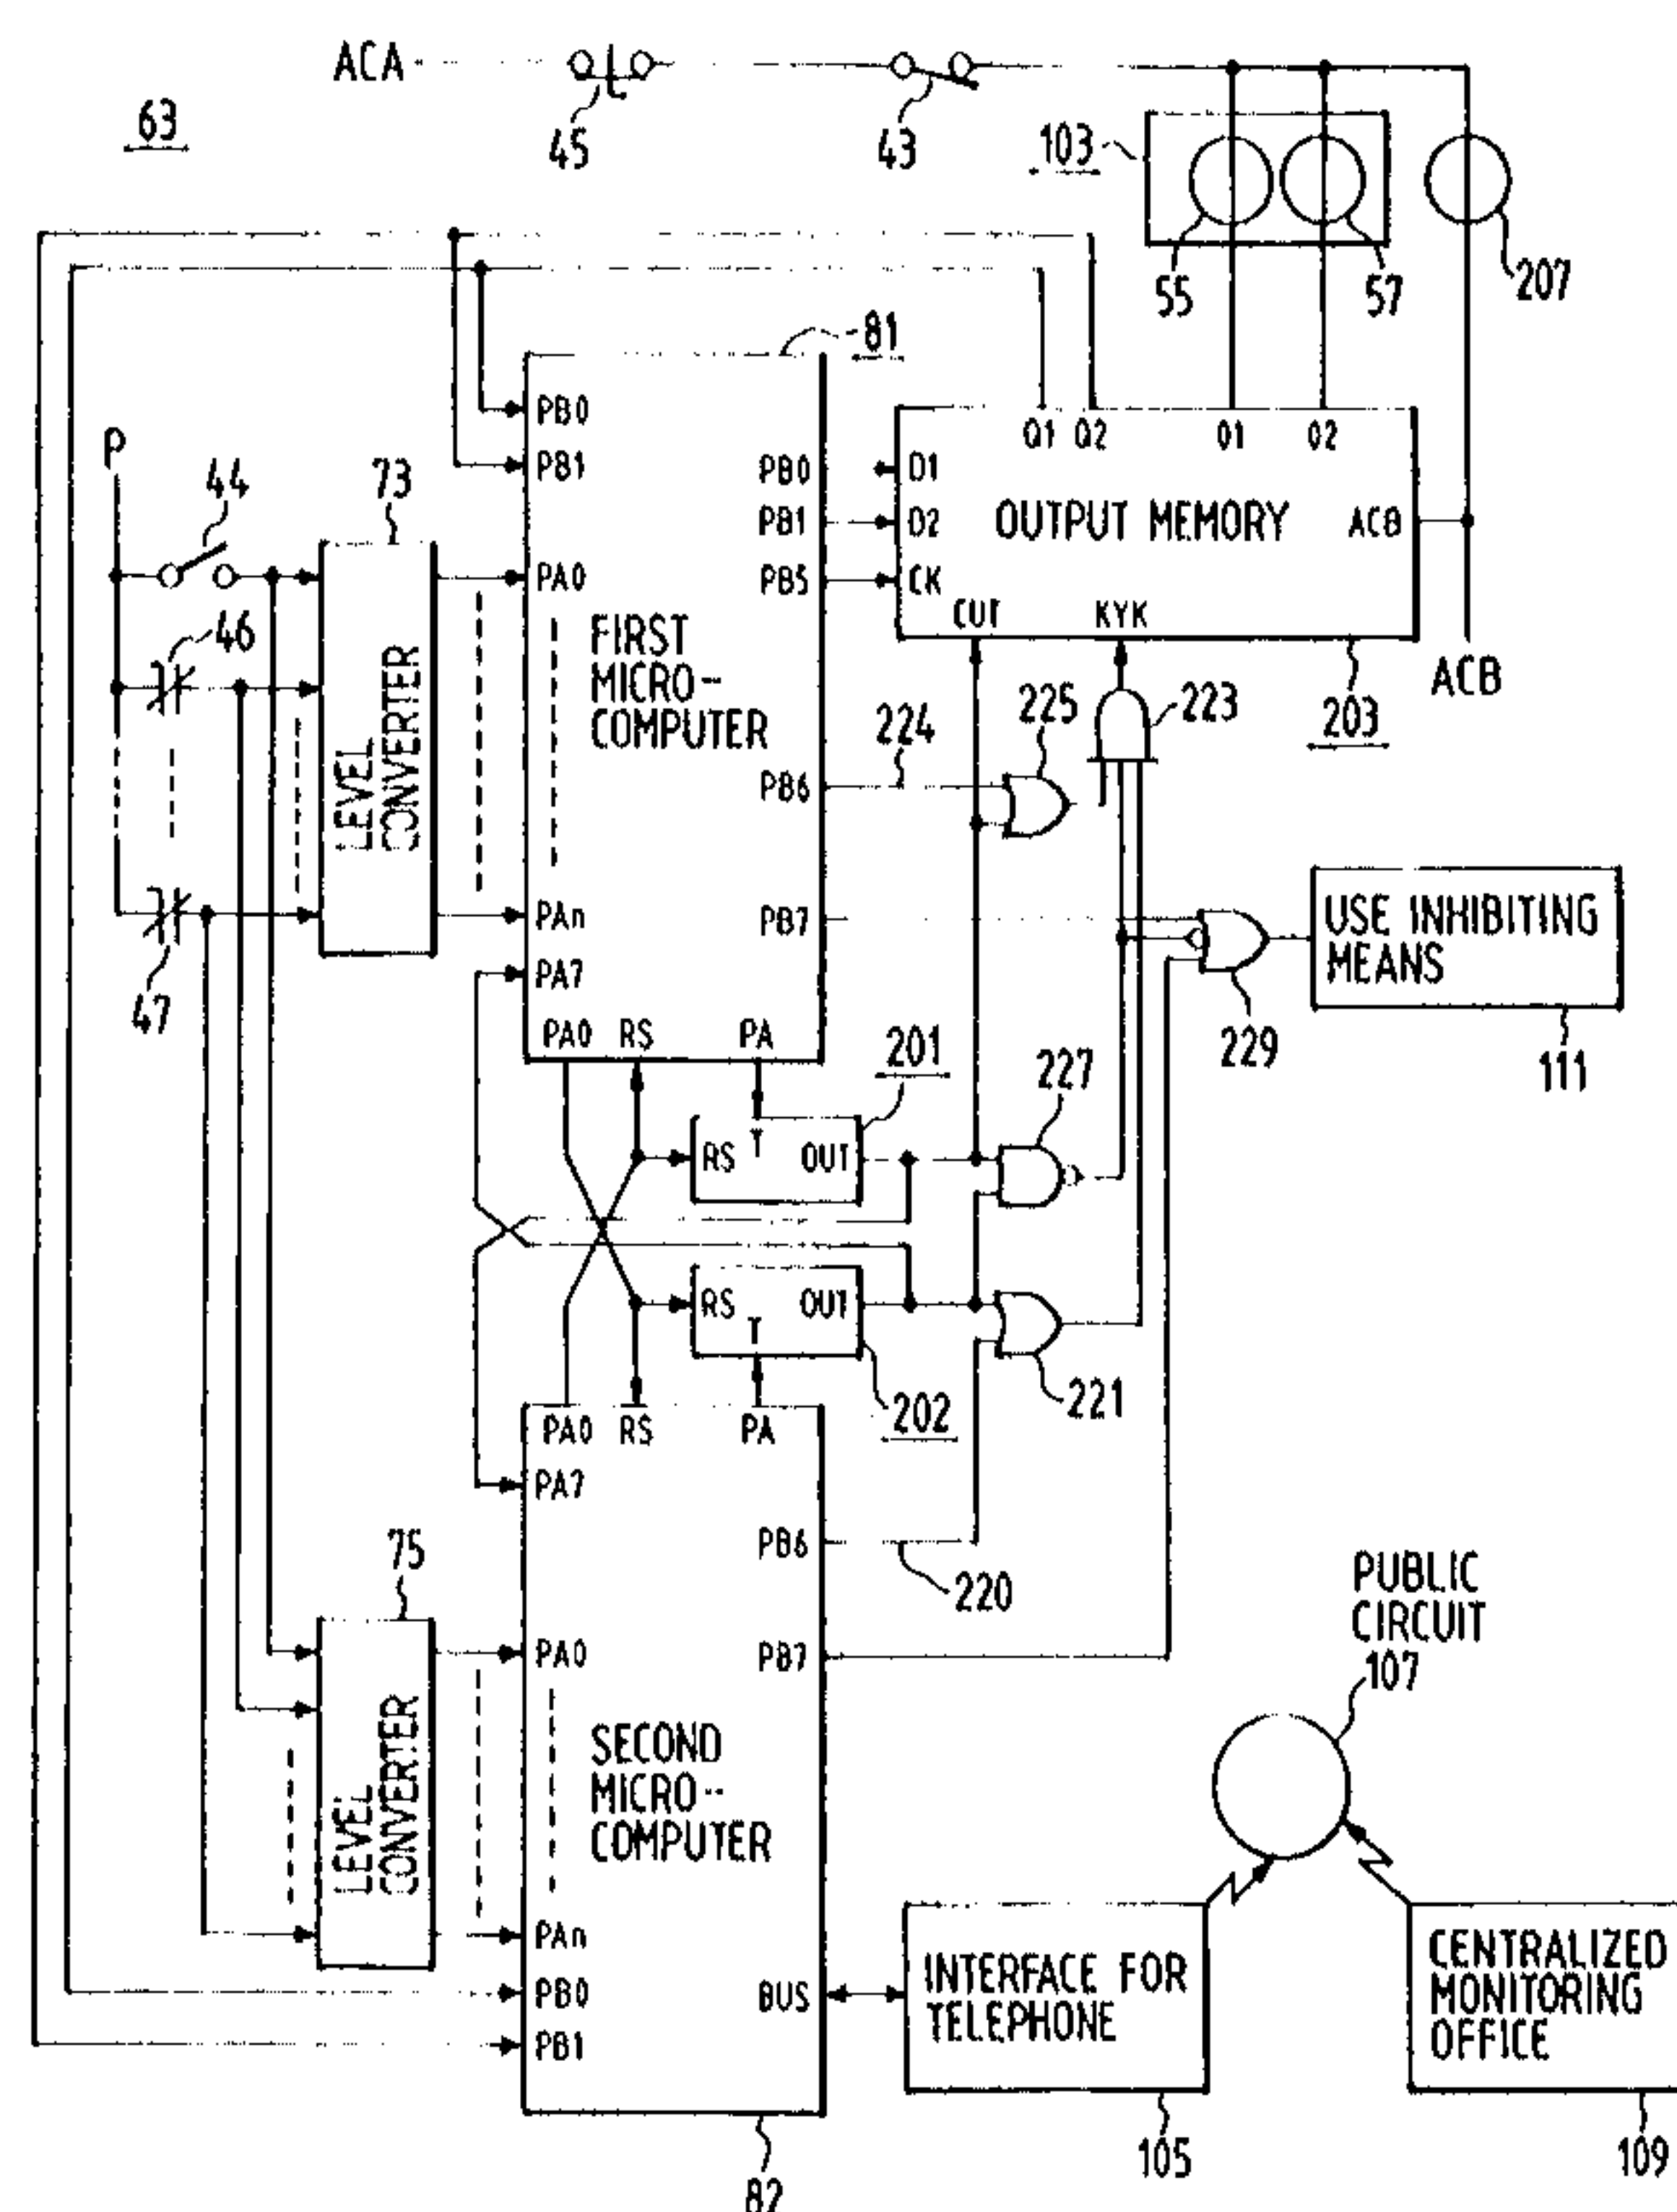 ACA
63
45
43
103
55
57
207
81
PB0
PB1
P
44
73
46
47
LEVEL
CONVERTER
PA0
PAn
PA7
PA0 RS PA
FIRST
MICRO-
COMPUTER
PB0
PB1
PB5
PB6
PB7
Q1 Q2 O1 O2
D1
D2
CK
OUTPUT MEMORY
ACB
CUT KYK
ACB
203
224
225
223
USE INHIBITING
MEANS
111
229
227
201
RS T OUT
RS T OUT
202
221
220
PA0 RS PA
PA7
PB6
PB7
75
LEVEL
CONVERTER
PA0
PAn
PB0
PB1
SECOND
MICRO-
COMPUTER
BUS
82
PUBLIC
CIRCUIT
107
INTERFACE FOR
TELEPHONE
105
CENTRALIZED
MONITORING
OFFICE
109